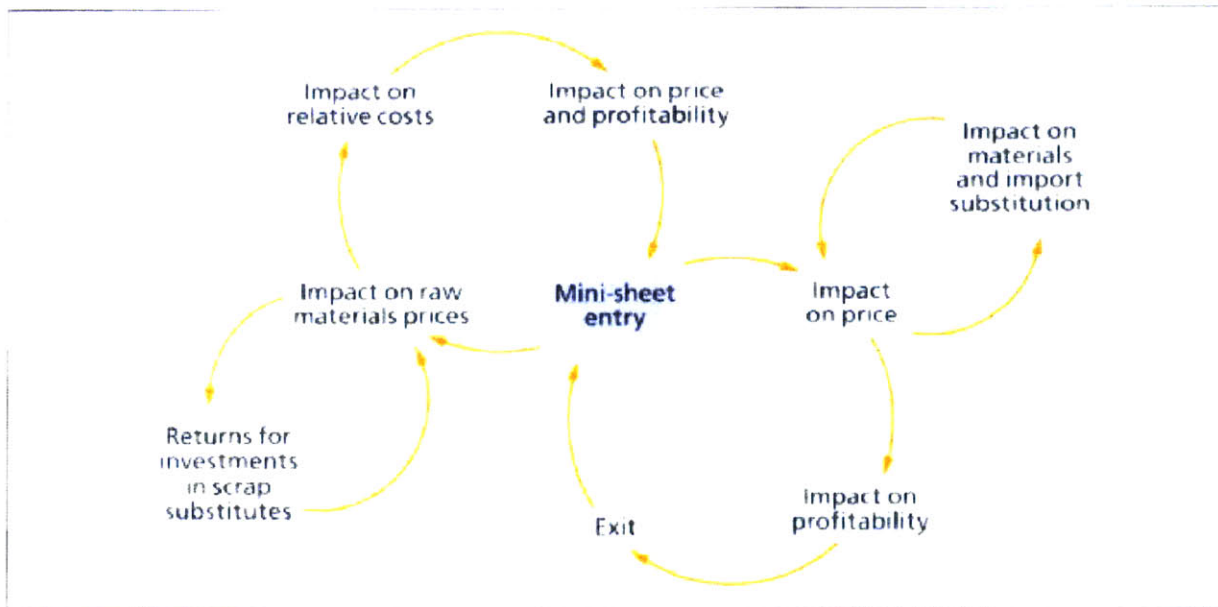 Impact on
relative costs
Impact on price
and profitability
Impact on
materials
and import
substitution
Impact on raw
materials prices
Mini-sheet
entry
Impact
on price
Returns for
investments
in scrap
substitutes
Exit
Impact on
profitability